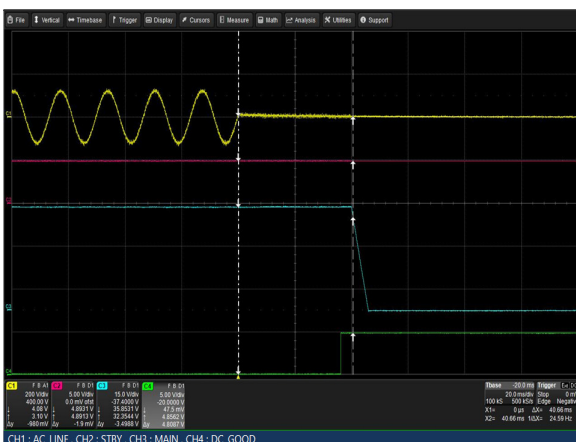 File Vertical Timebase Trigger Display Cursors Measure Math Analysis Utilities Support
C1 F B A1 C2 F B D1 C3 F B D1 C4 F B D1 Tbase -20.0 ms Trigger
200 V/div 5.00 V/div 15.0 V/div 5.00 V/div 20.0 ms/div Stop 0 mV
400.00 V 0.0 mV ofst -37.4000 V -20.0000 V 100 kS 500 kS/s Edge Negative
4.08 V 4.8931 V 35.8531 V 47.5 mV X1= 0 µs ΔX= 40.66 ms
3.10 V 4.8913 V 32.3544 V 4.8562 V X2= 40.66 ms 1/ΔX= 24.59 Hz
Δy -980 mV Δy -1.9 mV Δy -3.4988 V Δy 4.8087 V
CH1 : AC LINE CH2 : STBY CH3 : MAIN CH4 : DC GOOD